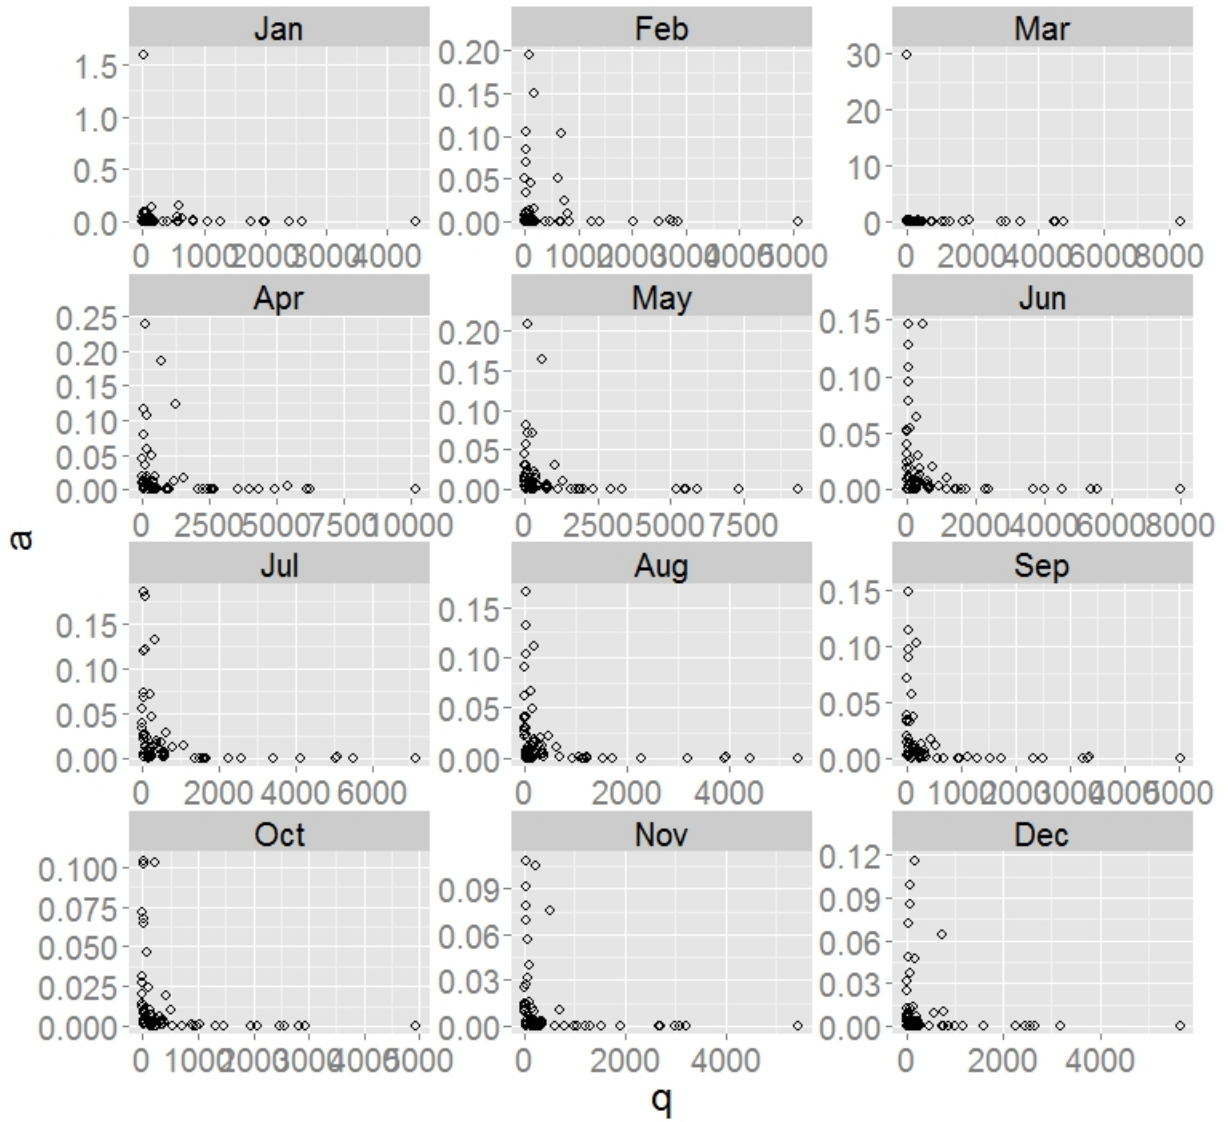 Jan Feb Mar
1.5 0.20 30
1.0 0.15 20
0.5 0.10 10
0.0 0.05 0
0.00
0 1000 2000 3000 4000 0 1000 2000 3000 4000 5000 0 2000 4000 6000 8000
Apr May Jun
0.25 0.20 0.15
0.20 0.15 0.10
0.15 0.10 0.05
0.10 0.05 0.00
0.05 0.00
0.00
0 2500 5000 7500 10000 0 2500 5000 7500 0 2000 4000 6000 8000
a
Jul Aug Sep
0.15 0.15 0.15
0.10 0.10 0.10
0.05 0.05 0.05
0.00 0.00 0.00
0 2000 4000 6000 0 2000 4000 0 1000 2000 3000 4000 5000
Oct Nov Dec
0.100 0.09 0.12
0.075 0.06 0.09
0.050 0.03 0.06
0.025 0.00 0.03
0.000 0.00
0 1000 2000 3000 4000 5000 0 2000 4000 0 2000 4000
q